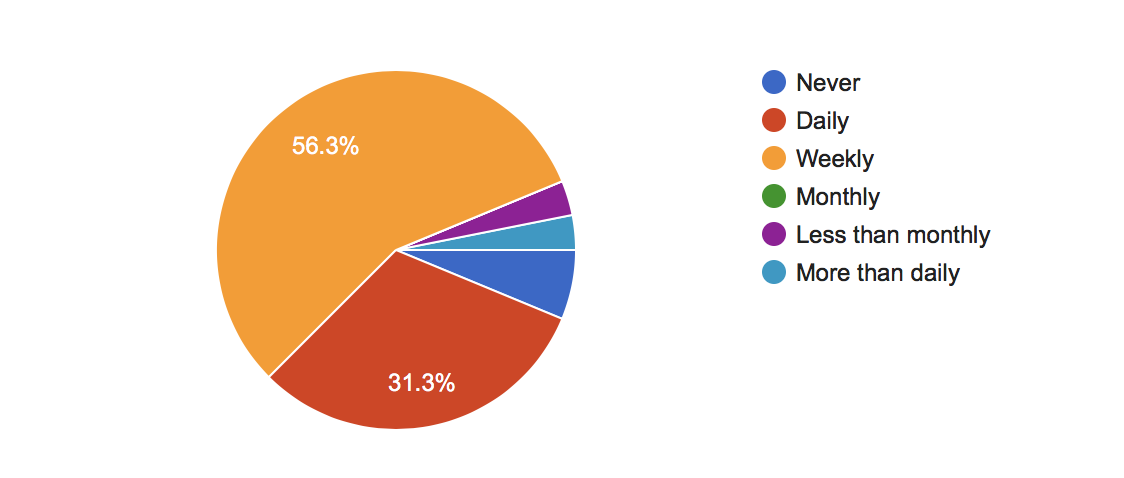 56.3%
31.3%
Never
Daily
Weekly
Monthly
Less than monthly
More than daily